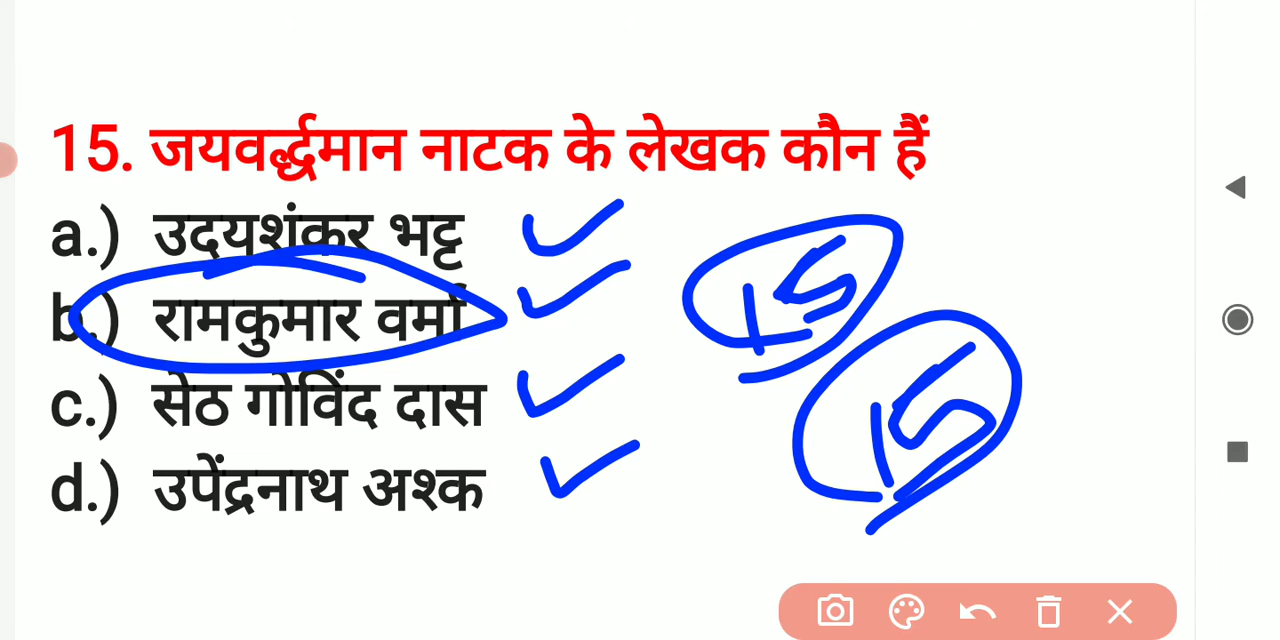 15. जयवर्द्धमान नाटक के लेखक कौन हैं
a.) उदयशंकर भट्ट
b.) रामकुमार वर्मा
15
c.) सेठ गोविंद दास
15
d.) उपेंद्रनाथ अश्क